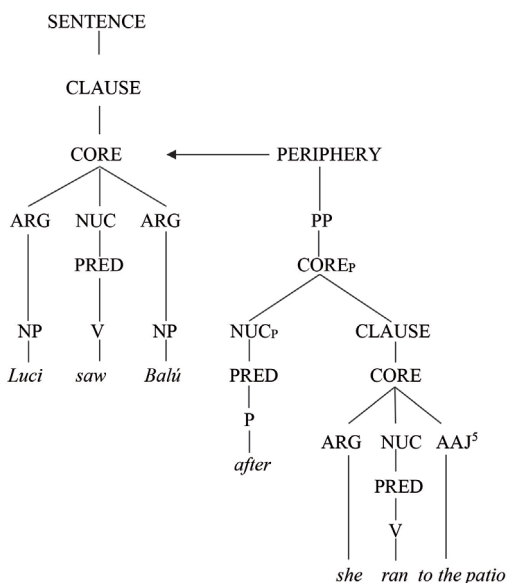 SENTENCE
CLAUSE
CORE PERIPHERY
ARG NUC ARG PP
PRED COREP
NP V NP NUCP CLAUSE
Luci saw Balú PRED CORE
P
ARG NUC AAJ5
after
PRED
V
she ran to the patio